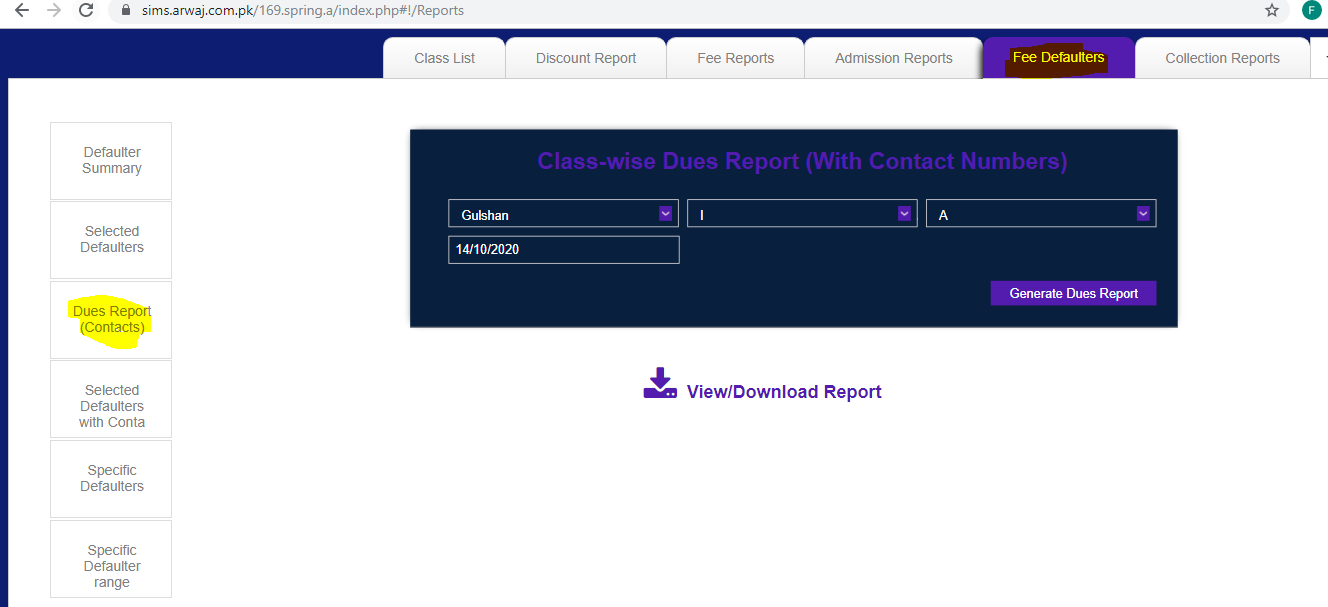 sims.arwaj.com.pk/169.spring.a/index.php#!/Reports
F
Class List
Discount Report
Fee Reports
Admission Reports
Fee Defaulters
Collection Reports
Defaulter
Summary
Selected
Defaulters
Dues Report
(Contacts)
Selected
Defaulters
with Conta
Specific
Defaulters
Specific
Defaulter
range
Class-wise Dues Report (With Contact Numbers)
Gulshan
I
A
14/10/2020
Generate Dues Report
View/Download Report